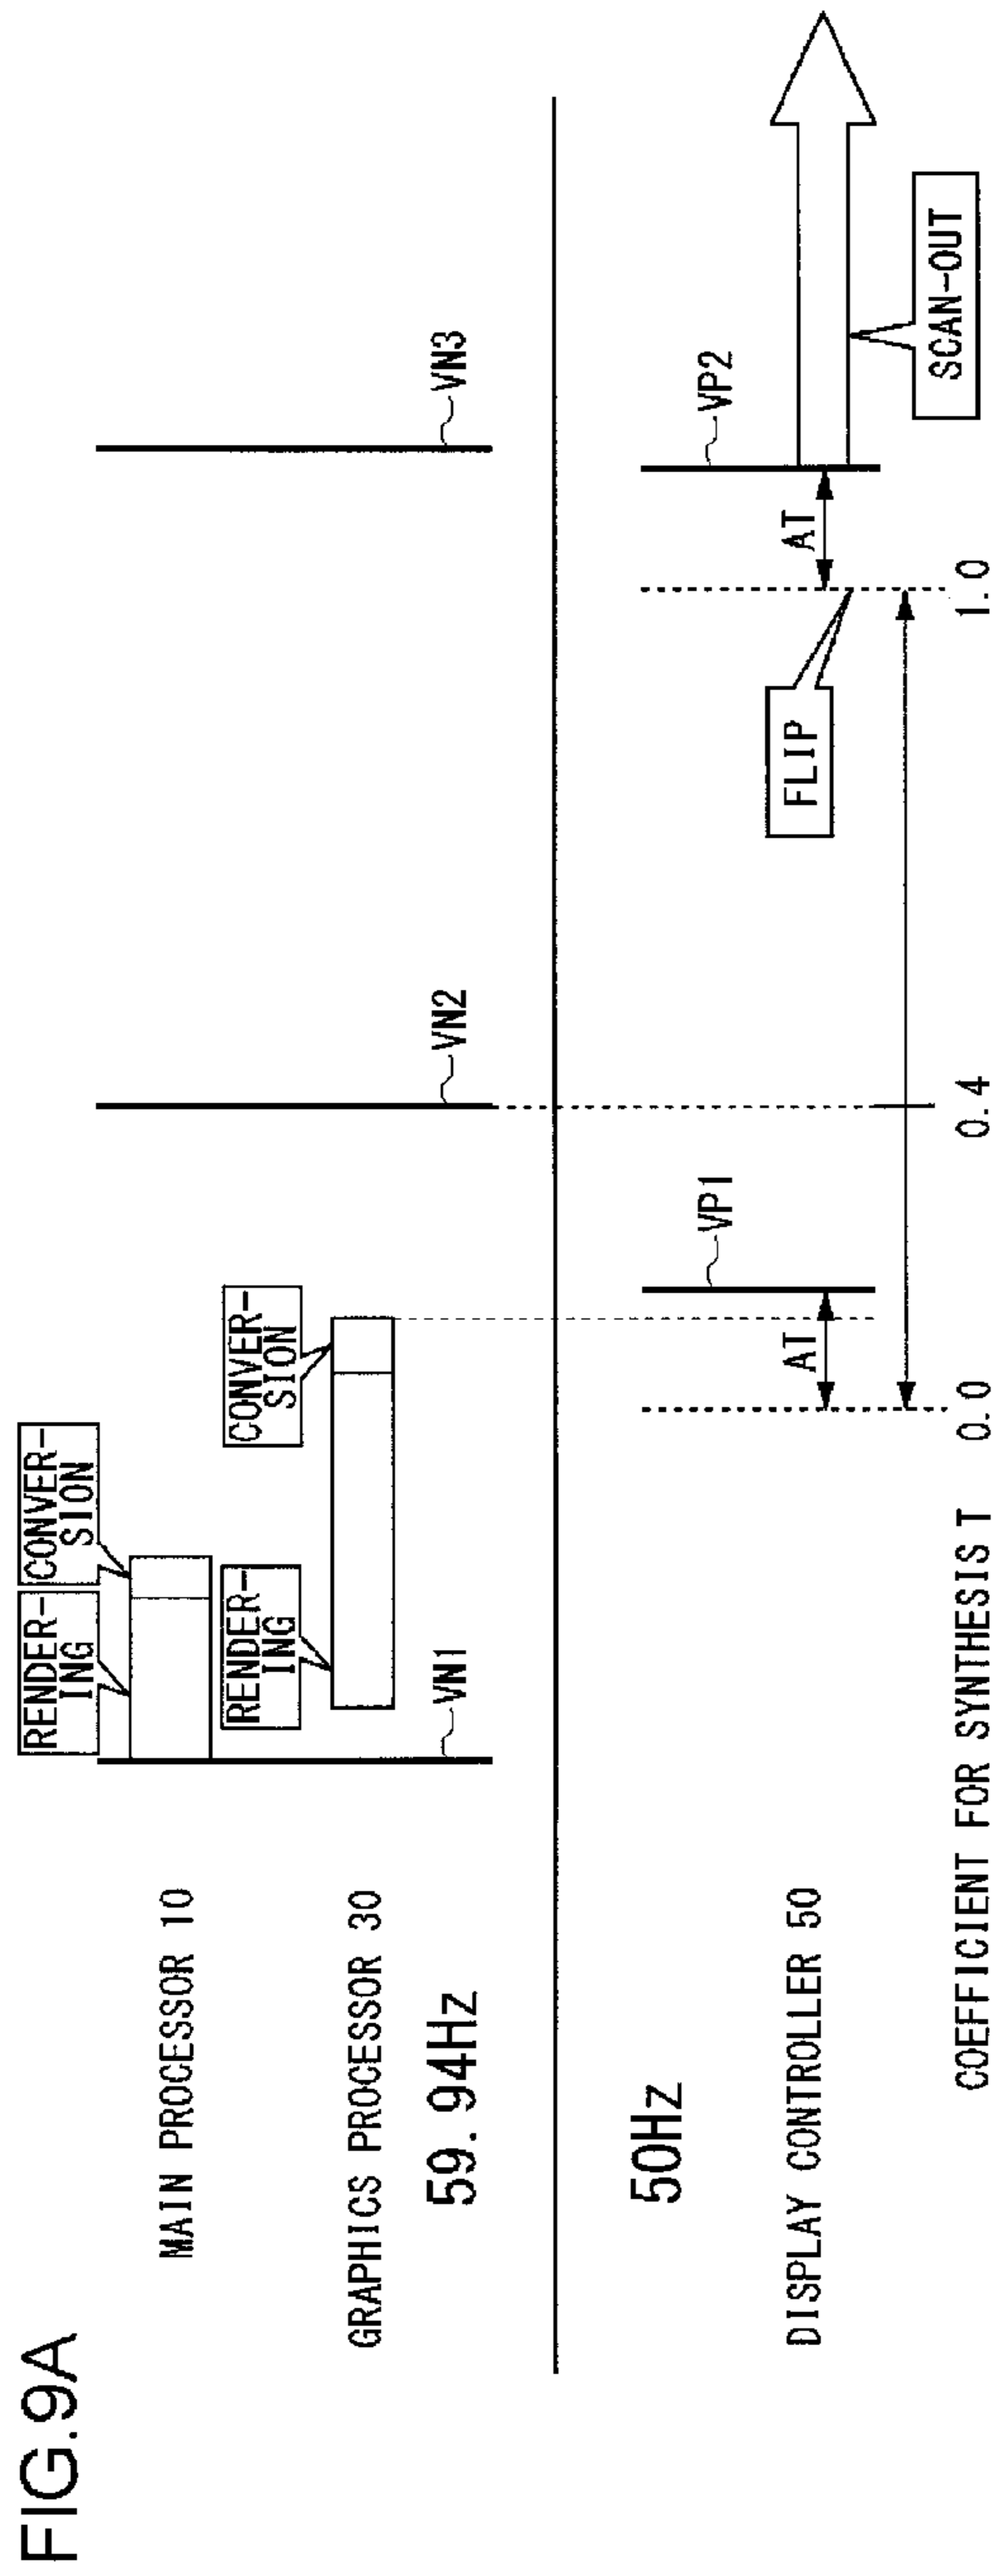 FIG.9A
RENDER-
ING
CONVER-
SION
MAIN PROCESSOR 10
RENDER-
ING
CONVER-
SION
GRAPHICS PROCESSOR 30
59.94Hz
VN1
VN2
VN3
50Hz
VP1
VP2
DISPLAY CONTROLLER 50
AT
FLIP
AT
SCAN-OUT
COEFFICIENT FOR SYNTHESIS T
0.0
0.4
1.0